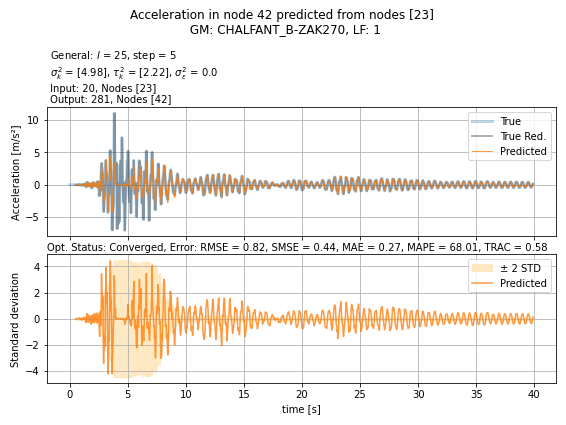 Acceleration in node 42 predicted from nodes [23]
GM: CHALFANT_B-ZAK270, LF: 1
General: l = 25, step = 5
σ²ₖ = [4.98], τ²ₖ = [2.22], σ²ε = 0.0
Input: 20, Nodes [23]
Output: 281, Nodes [42]
Acceleration [m/s²]
10
5
0
−5
True
True Red.
Predicted
Opt. Status: Converged, Error: RMSE = 0.82, SMSE = 0.44, MAE = 0.27, MAPE = 68.01, TRAC = 0.58
Standard deviation
4
2
0
−2
−4
± 2 STD
Predicted
0 5 10 15 20 25 30 35 40
time [s]